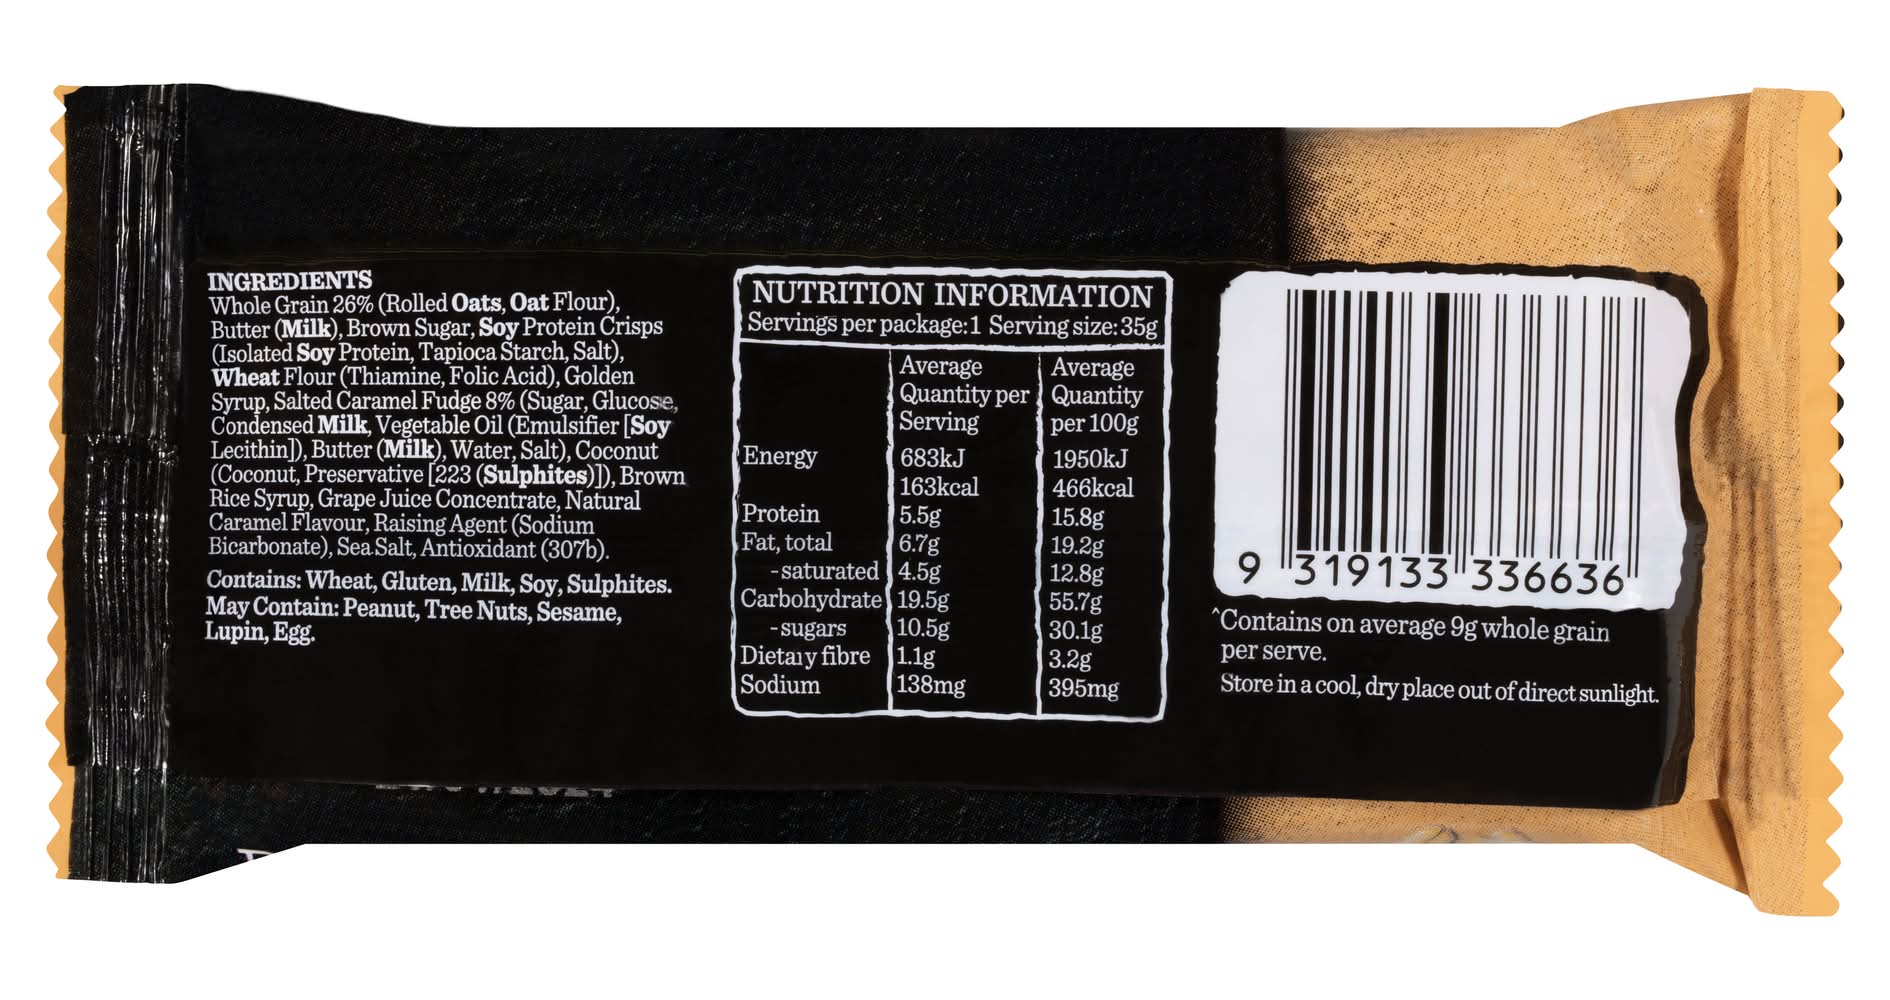 INGREDIENTS
Whole Grain 26% (Rolled Oats, Oat Flour),
Butter (Milk), Brown Sugar, Soy Protein Crisps
(Isolated Soy Protein, Tapioca Starch, Salt),
Wheat Flour (Thiamine, Folic Acid), Golden
Syrup, Salted Caramel Fudge 8% (Sugar, Glucose,
Condensed Milk, Vegetable Oil (Emulsifier [Soy
Lecithin]), Butter (Milk), Water, Salt), Coconut
(Coconut, Preservative [223 (Sulphites)]), Brown
Rice Syrup, Grape Juice Concentrate, Natural
Caramel Flavour, Raising Agent (Sodium
Bicarbonate), Sea Salt, Antioxidant (307b).
Contains: Wheat, Gluten, Milk, Soy, Sulphites.
May Contain: Peanut, Tree Nuts, Sesame,
Lupin, Egg.
NUTRITION INFORMATION
Servings per package: 1 Serving size: 35g
Average Average
Quantity per Quantity
Serving per 100g
Energy 683kJ 1950kJ
163kcal 466kcal
Protein 5.5g 15.8g
Fat, total 6.7g 19.2g
- saturated 4.5g 12.8g
Carbohydrate 19.5g 55.7g
- sugars 10.5g 30.1g
Dietary fibre 1.1g 3.2g
Sodium 138mg 395mg
9 319133 336636
^Contains on average 9g whole grain
per serve.
Store in a cool, dry place out of direct sunlight.